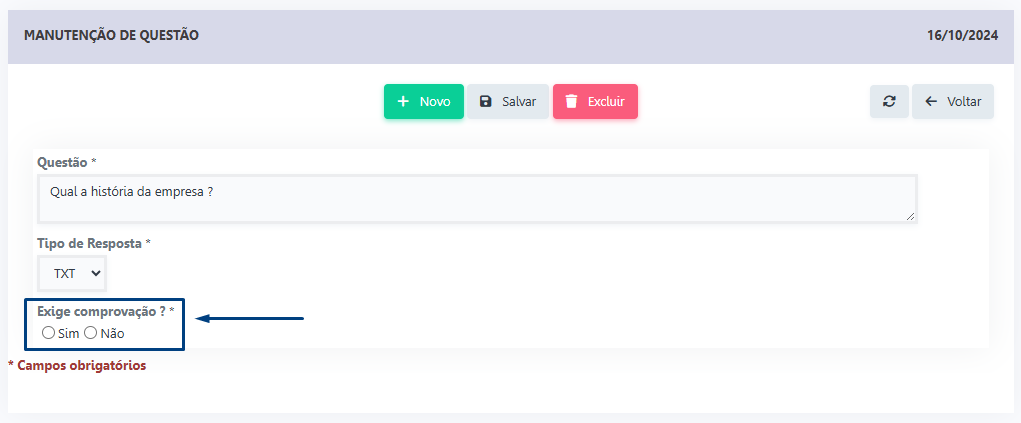 MANUTENÇÃO DE QUESTÃO 16/10/2024
+ Novo Salvar Excluir Voltar
Questão *
Qual a história da empresa ?
Tipo de Resposta *
TXT
Exige comprovação ? *
Sim Não
* Campos obrigatórios